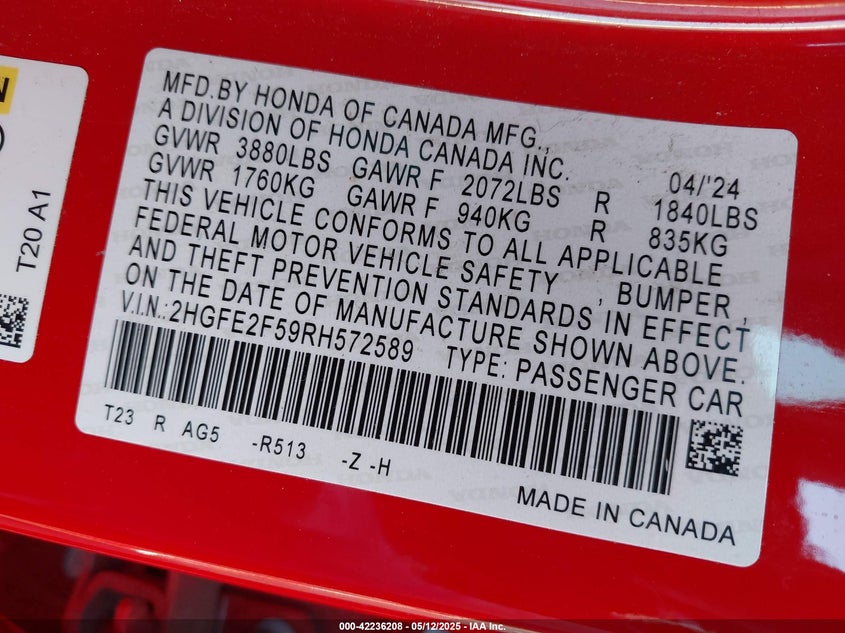 N
T20 A1
MFD.BY HONDA OF CANADA MFG.,
A DIVISION OF HONDA CANADA INC.
04/'24
GVWR 3880LBS GAWR F 2072LBS R 1840LBS
GVWR 1760KG GAWR F 940KG R 835KG
THIS VEHICLE CONFORMS TO ALL APPLICABLE
FEDERAL MOTOR VEHICLE SAFETY , BUMPER ,
AND THEFT PREVENTION STANDARDS IN EFFECT
ON THE DATE OF MANUFACTURE SHOWN ABOVE.
V.I.N.:2HGFE2F59RH572589 TYPE: PASSENGER CAR
T23 R AG5 -R513 -Z -H
MADE IN CANADA
000-42236208 - 05/12/2025 - IAA Inc.